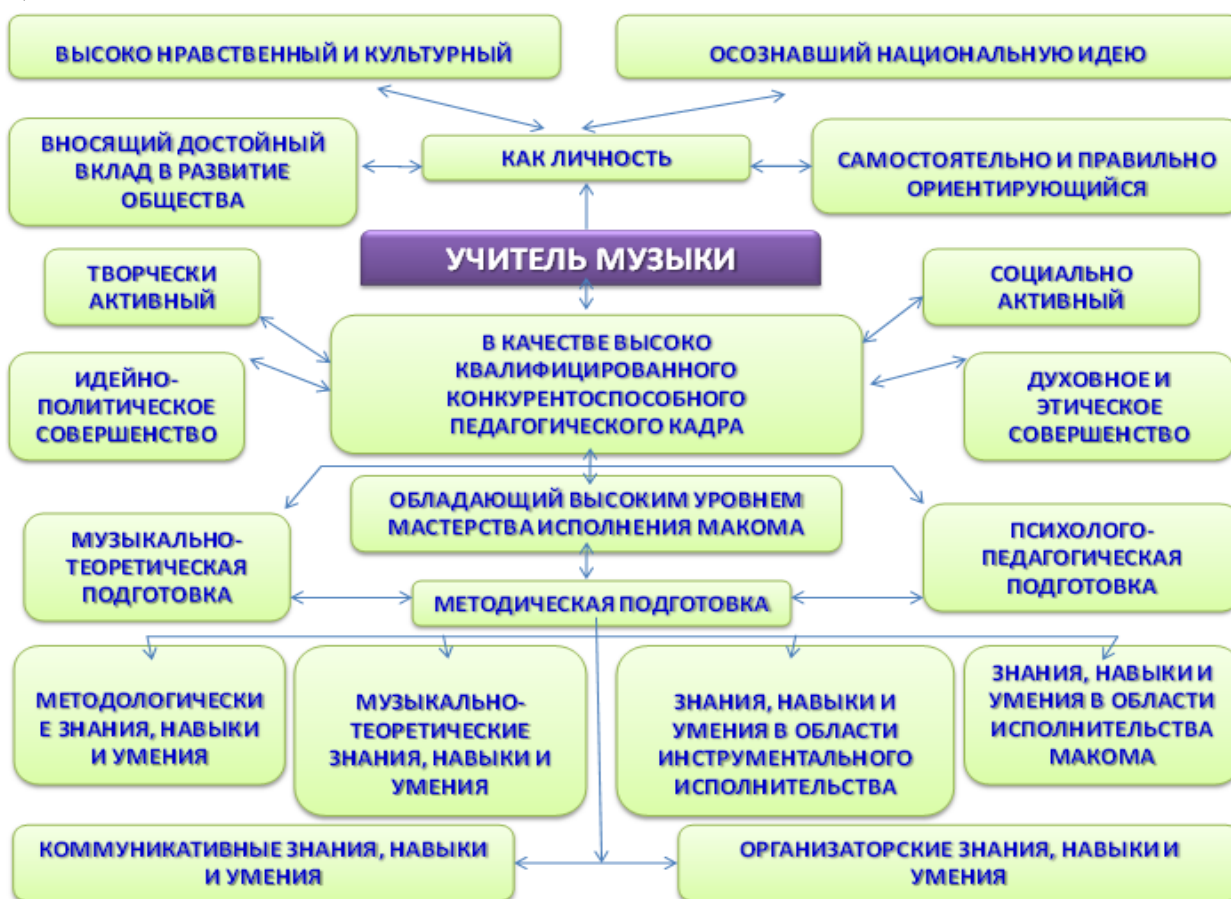 ВЫСОКО НРАВСТВЕННЫЙ И КУЛЬТУРНЫЙ
ОСОЗНАВШИЙ НАЦИОНАЛЬНУЮ ИДЕЮ
ВНОСЯЩИЙ ДОСТОЙНЫЙ
ВКЛАД В РАЗВИТИЕ
ОБЩЕСТВА
КАК ЛИЧНОСТЬ
САМОСТОЯТЕЛЬНО И ПРАВИЛЬНО
ОРИЕНТИРУЮЩИЙСЯ
УЧИТЕЛЬ МУЗЫКИ
ТВОРЧЕСКИ
АКТИВНЫЙ
СОЦИАЛЬНО
АКТИВНЫЙ
В КАЧЕСТВЕ ВЫСОКО
КВАЛИФИЦИРОВАННОГО
КОНКУРЕНТОСПОСОБНОГО
ПЕДАГОГИЧЕСКОГО КАДРА
ИДЕЙНО-
ПОЛИТИЧЕСКОЕ
СОВЕРШЕНСТВО
ДУХОВНОЕ И
ЭТИЧЕСКОЕ
СОВЕРШЕНСТВО
ОБЛАДАЮЩИЙ ВЫСОКИМ УРОВНЕМ
МАСТЕРСТВА ИСПОЛНЕНИЯ МАКОМА
МУЗЫКАЛЬНО-
ТЕОРЕТИЧЕСКАЯ
ПОДГОТОВКА
ПСИХОЛОГО-
ПЕДАГОГИЧЕСКАЯ
ПОДГОТОВКА
МЕТОДИЧЕСКАЯ ПОДГОТОВКА
МЕТОДОЛОГИЧЕСКИ
Е ЗНАНИЯ, НАВЫКИ
И УМЕНИЯ
МУЗЫКАЛЬНО-
ТЕОРЕТИЧЕСКИЕ
ЗНАНИЯ, НАВЫКИ И
УМЕНИЯ
ЗНАНИЯ, НАВЫКИ И
УМЕНИЯ В ОБЛАСТИ
ИНСТРУМЕНТАЛЬНОГО
ИСПОЛНИТЕЛЬСТВА
ЗНАНИЯ, НАВЫКИ И
УМЕНИЯ В ОБЛАСТИ
ИСПОЛНИТЕЛЬСТВА
МАКОМА
КОММУНИКАТИВНЫЕ ЗНАНИЯ, НАВЫКИ
И УМЕНИЯ
ОРГАНИЗАТОРСКИЕ ЗНАНИЯ, НАВЫКИ И
УМЕНИЯ